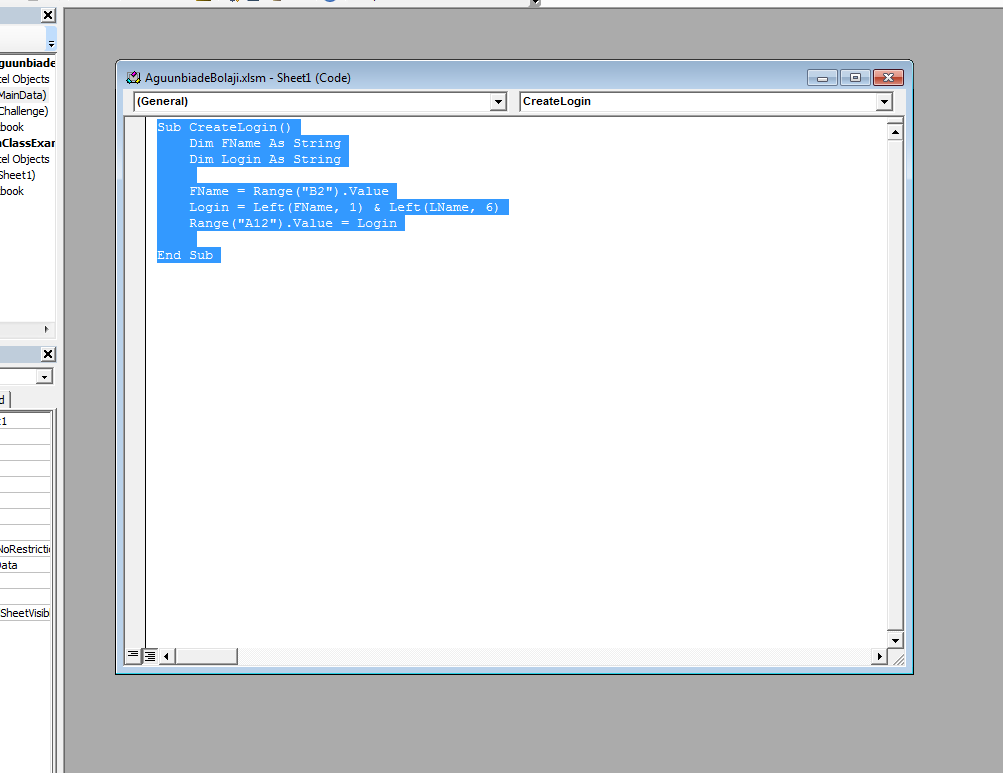 guunbiade
cel Objects
MainData)
Challenge)
book
aClassExar
cel Objects
Sheet1)
book
AguunbiadeBolaji.xlsm - Sheet1 (Code)
(General)
CreateLogin
Sub CreateLogin()
Dim FName As String
Dim Login As String
FName = Range("B2").Value
Login = Left(FName, 1) & Left(LName, 6)
Range("A12").Value = Login
End Sub
d
t1
NoRestrictio
Data
SheetVisib